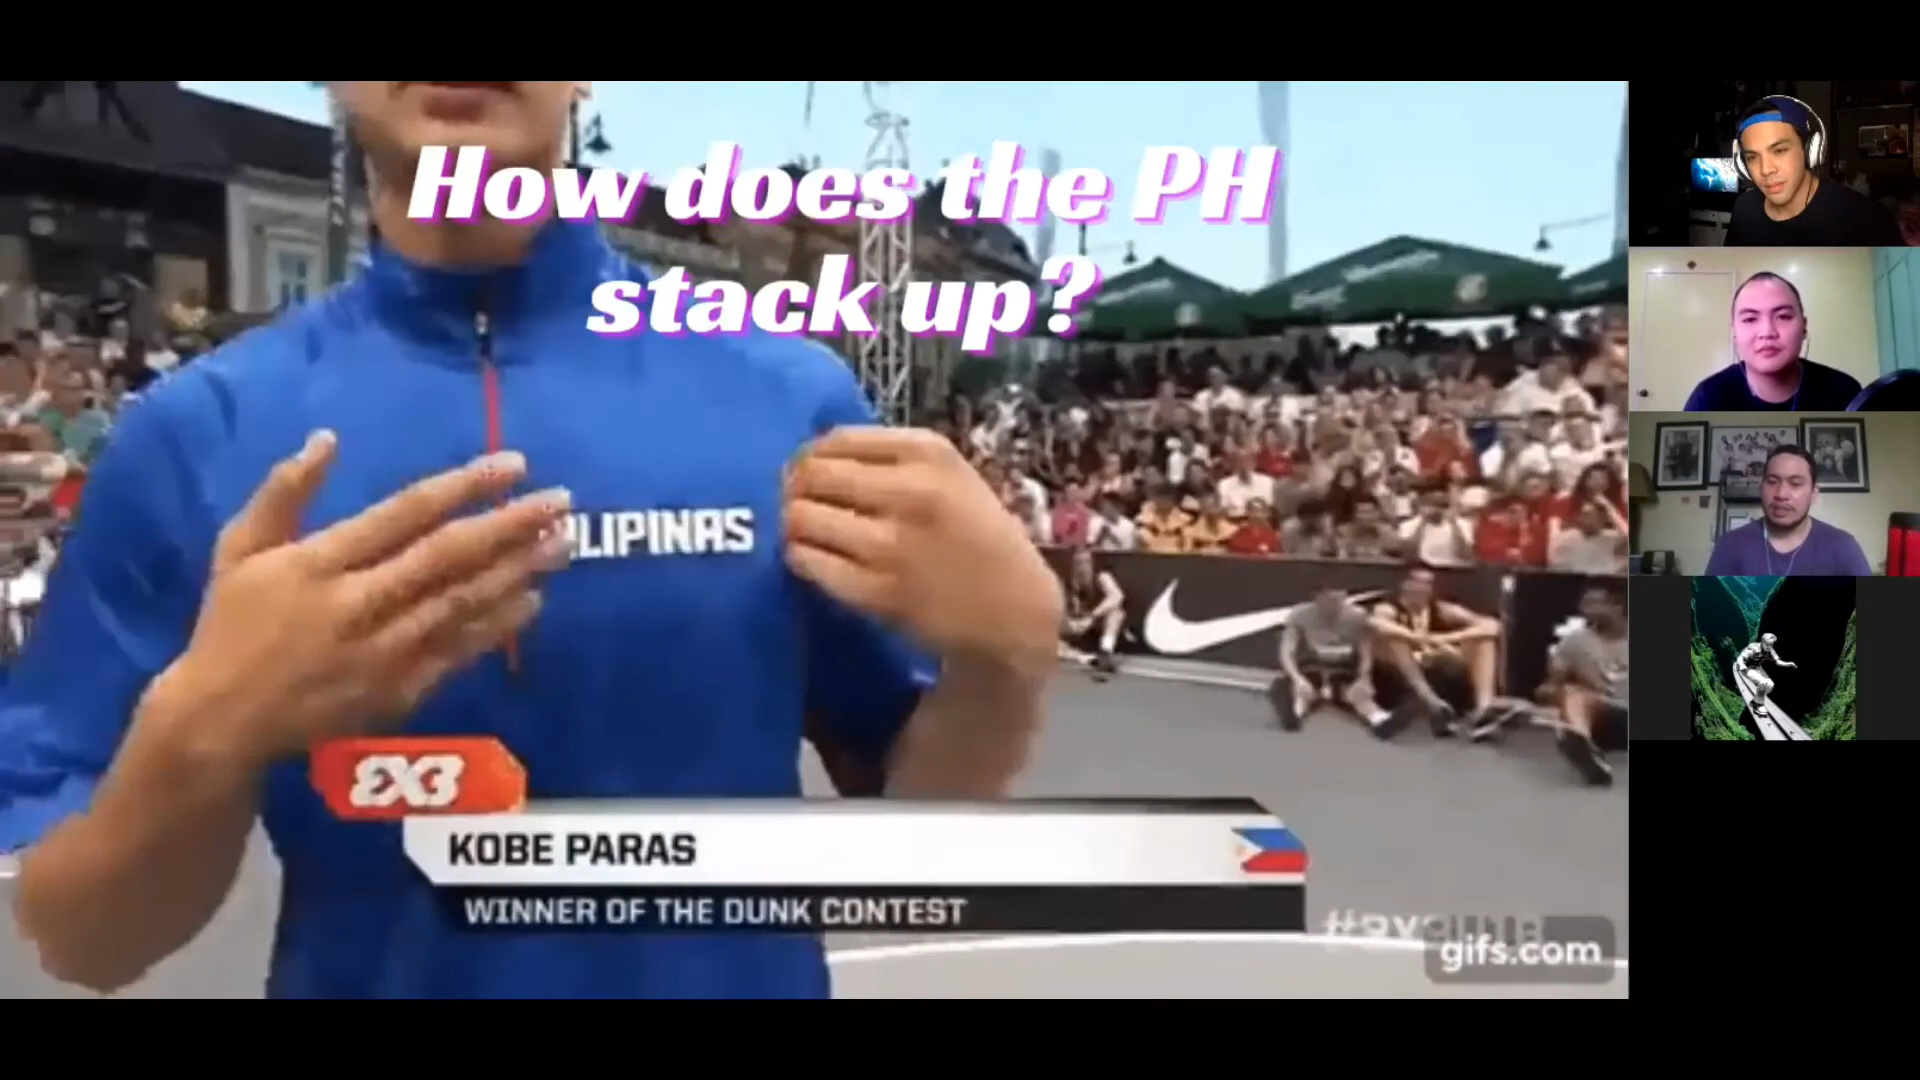 How does the PH
stack up?
LIPINAS
3X3
KOBE PARAS
WINNER OF THE DUNK CONTEST
gifs.com